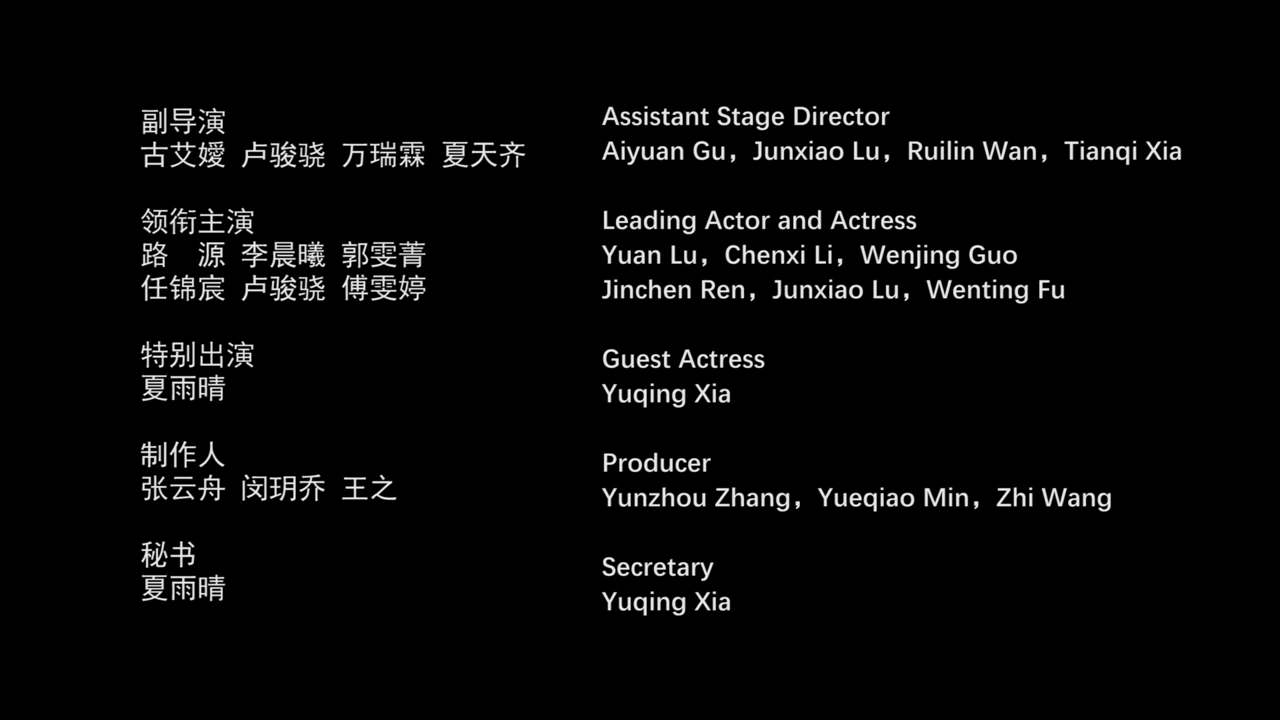 副导演
古艾嫒 卢骏骁 万瑞霖 夏天齐
领衔主演
路　源 李晨曦 郭雯菁
任锦宸 卢骏骁 傅雯婷
特别出演
夏雨晴
制作人
张云舟 闵玥乔 王之
秘书
夏雨晴
Assistant Stage Director
Aiyuan Gu，Junxiao Lu，Ruilin Wan，Tianqi Xia
Leading Actor and Actress
Yuan Lu，Chenxi Li，Wenjing Guo
Jinchen Ren，Junxiao Lu，Wenting Fu
Guest Actress
Yuqing Xia
Producer
Yunzhou Zhang，Yueqiao Min，Zhi Wang
Secretary
Yuqing Xia